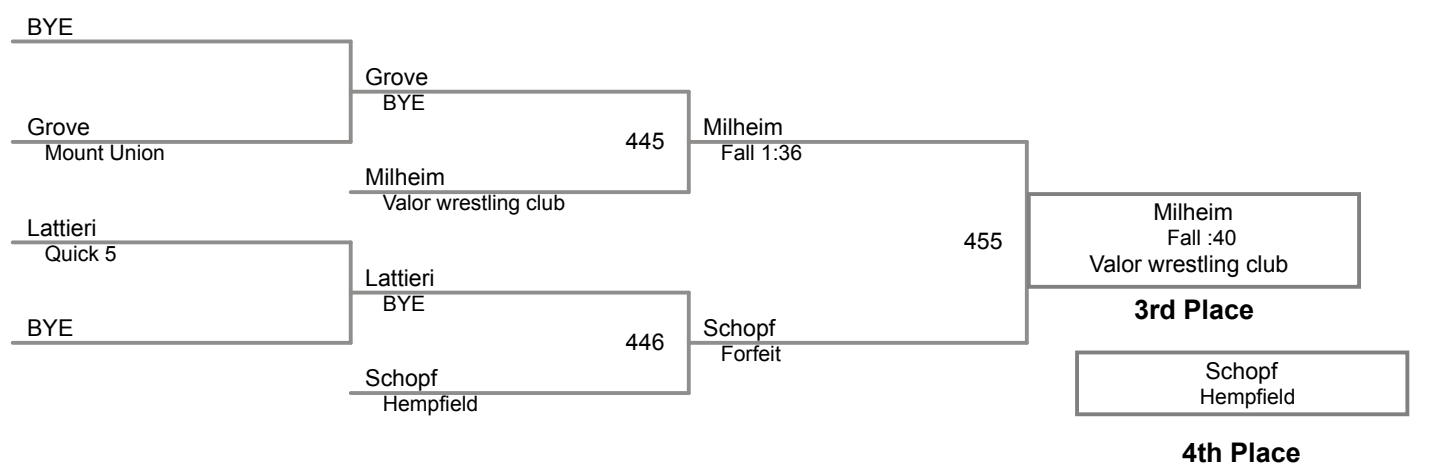 BYE
Grove
BYE
Grove
Mount Union
445
Milheim
Fall 1:36
Milheim
Valor wrestling club
Lattieri
Quick 5
455
Milheim
Fall :40
Valor wrestling club
3rd Place
Lattieri
BYE
BYE
446
Schopf
Forfeit
Schopf
Hempfield
Schopf
Hempfield
4th Place